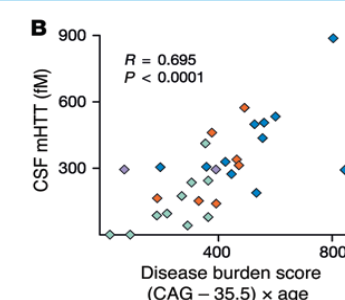 B
900
R = 0.695
P < 0.0001
600
CSF mHTT (fM)
300
400
800
Disease burden score
(CAG – 35.5) × age